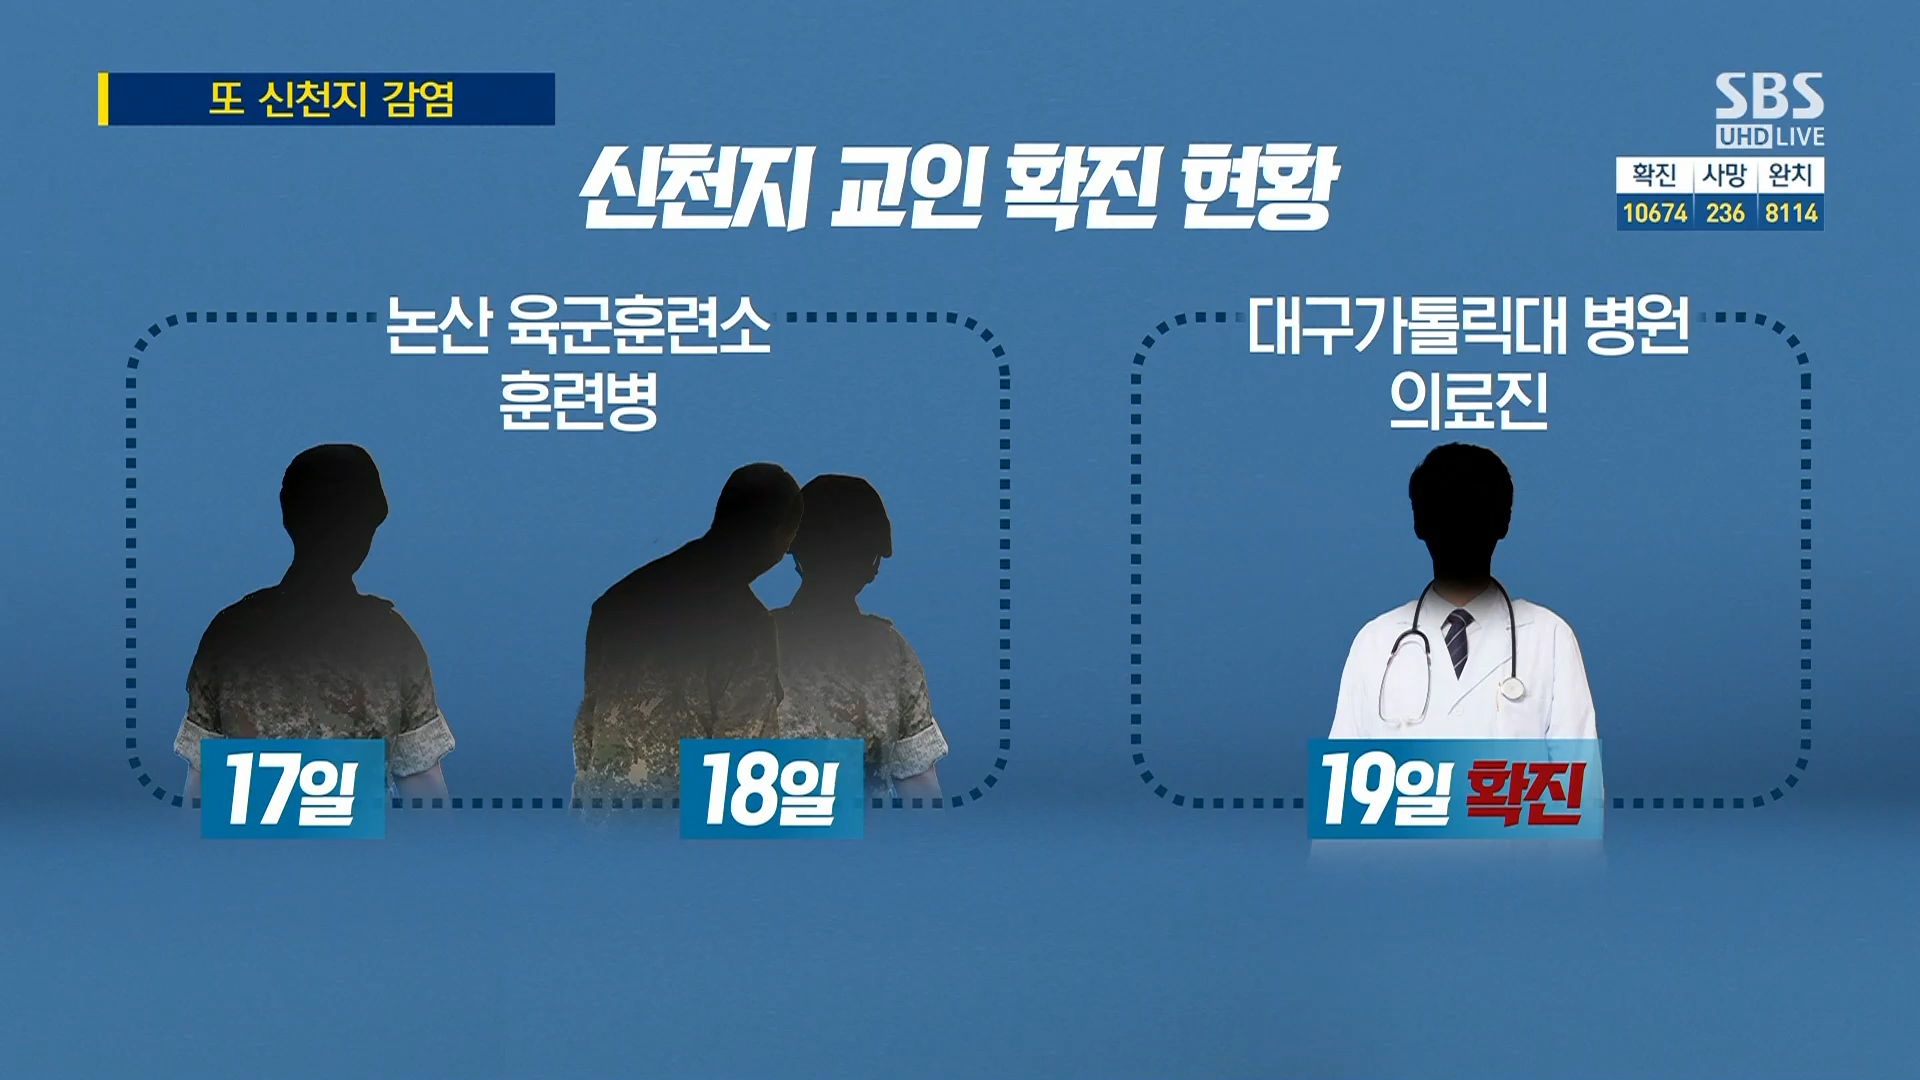 또 신천지 감염
SBS
UHD LIVE
확진 사망 완치
10674 236 8114
신천지 교인 확진 현황
논산 육군훈련소
훈련병
17일
18일
대구가톨릭대 병원
의료진
19일 확진